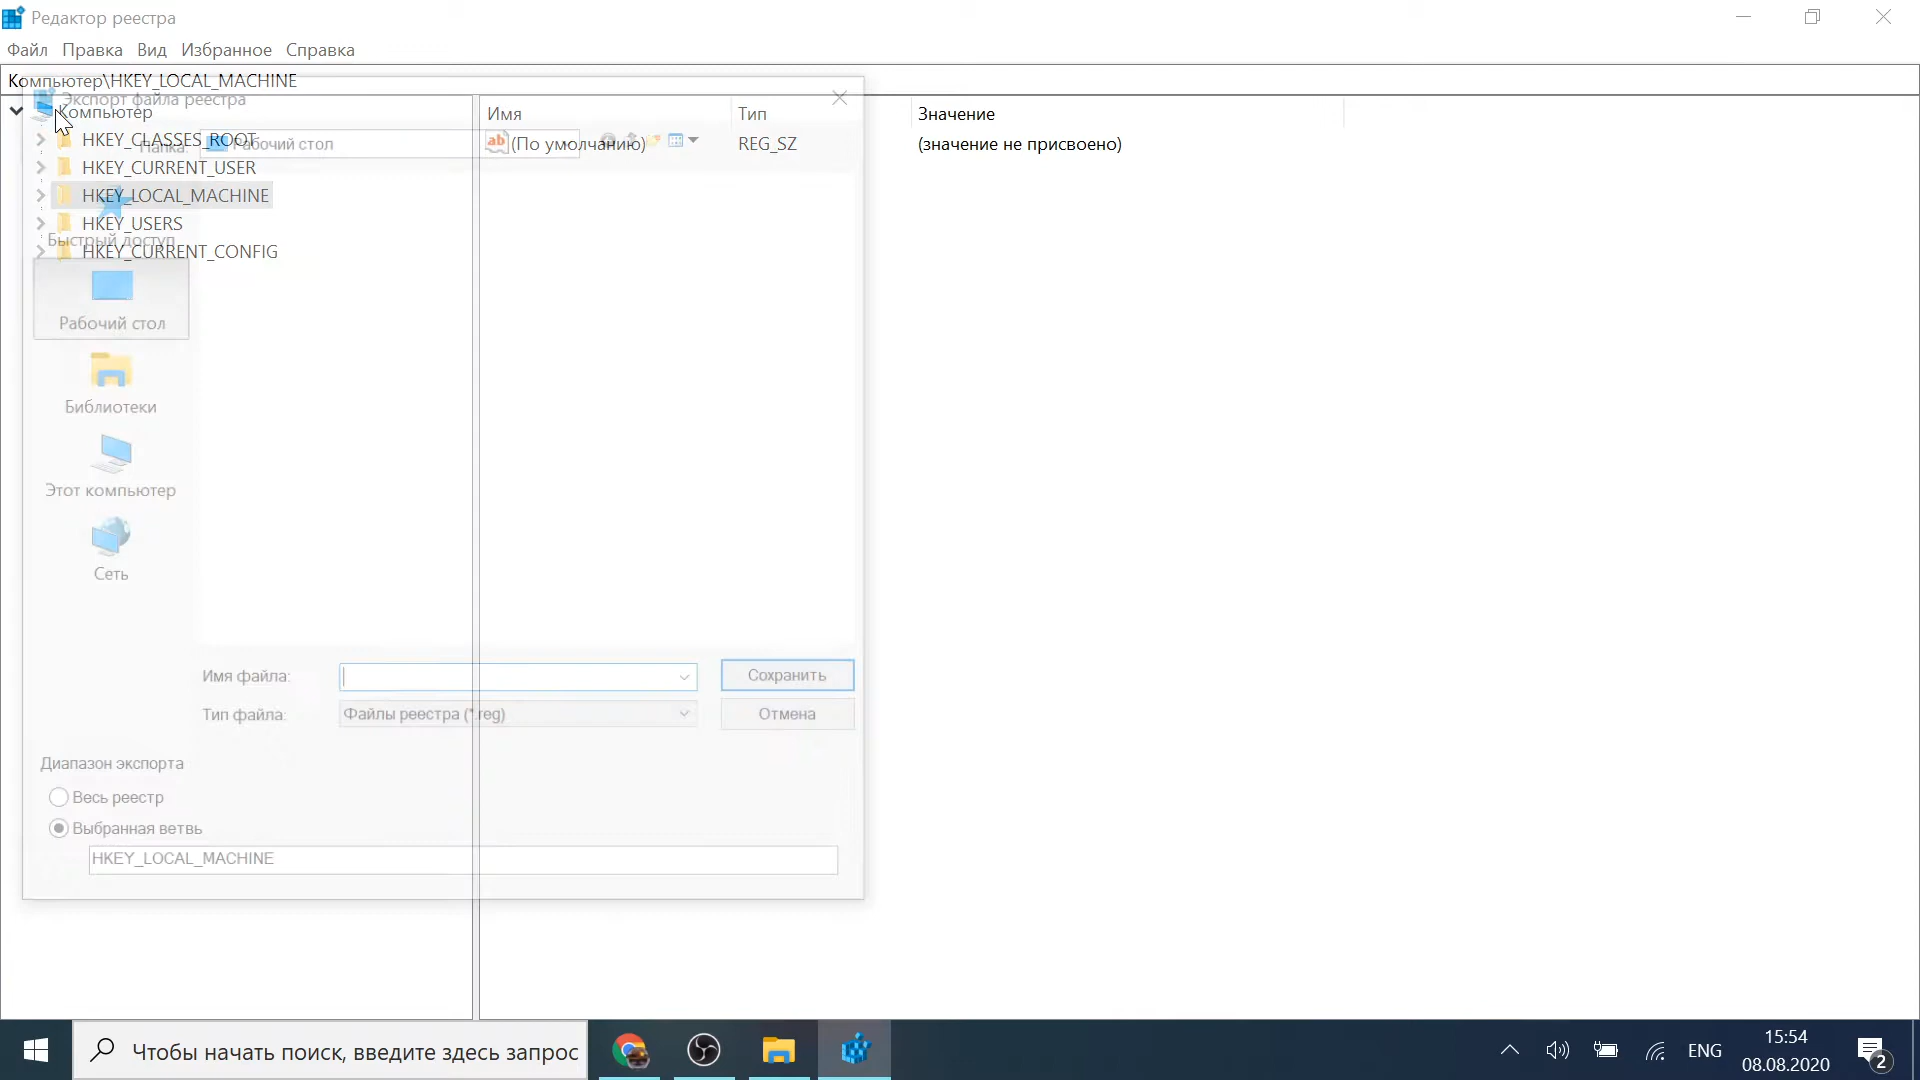 Редактор реестра
Файл Правка Вид Избранное Справка
Компьютер\HKEY_LOCAL_MACHINE
Экспорт файла реестра
Компьютер
Имя Тип Значение
HKEY_CLASSES_ROOT
Папка: Рабочий стол
ab (По умолчанию) REG_SZ (значение не присвоено)
HKEY_CURRENT_USER
HKEY_LOCAL_MACHINE
HKEY_USERS
Быстрый доступ
HKEY_CURRENT_CONFIG
Рабочий стол
Библиотеки
Этот компьютер
Сеть
Имя файла: Сохранить
Тип файла: Файлы реестра (*.reg) Отмена
Диапазон экспорта
Весь реестр
Выбранная ветвь
HKEY_LOCAL_MACHINE
Чтобы начать поиск, введите здесь запрос
ENG
15:54
08.08.2020
2